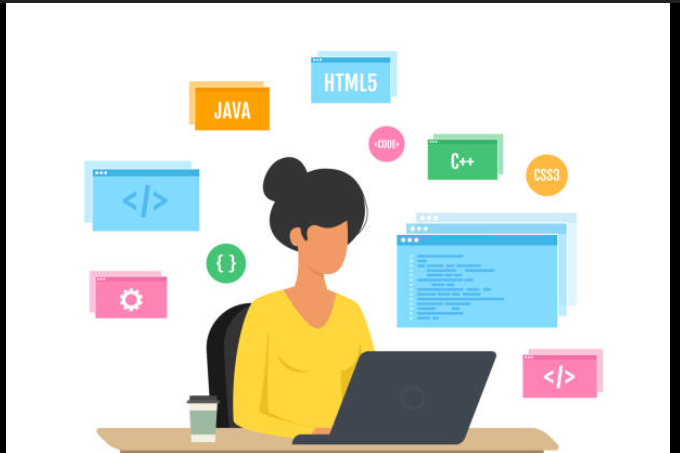 HTML5
JAVA
<CODE>
C++
CSS3
</>
{ }
</>